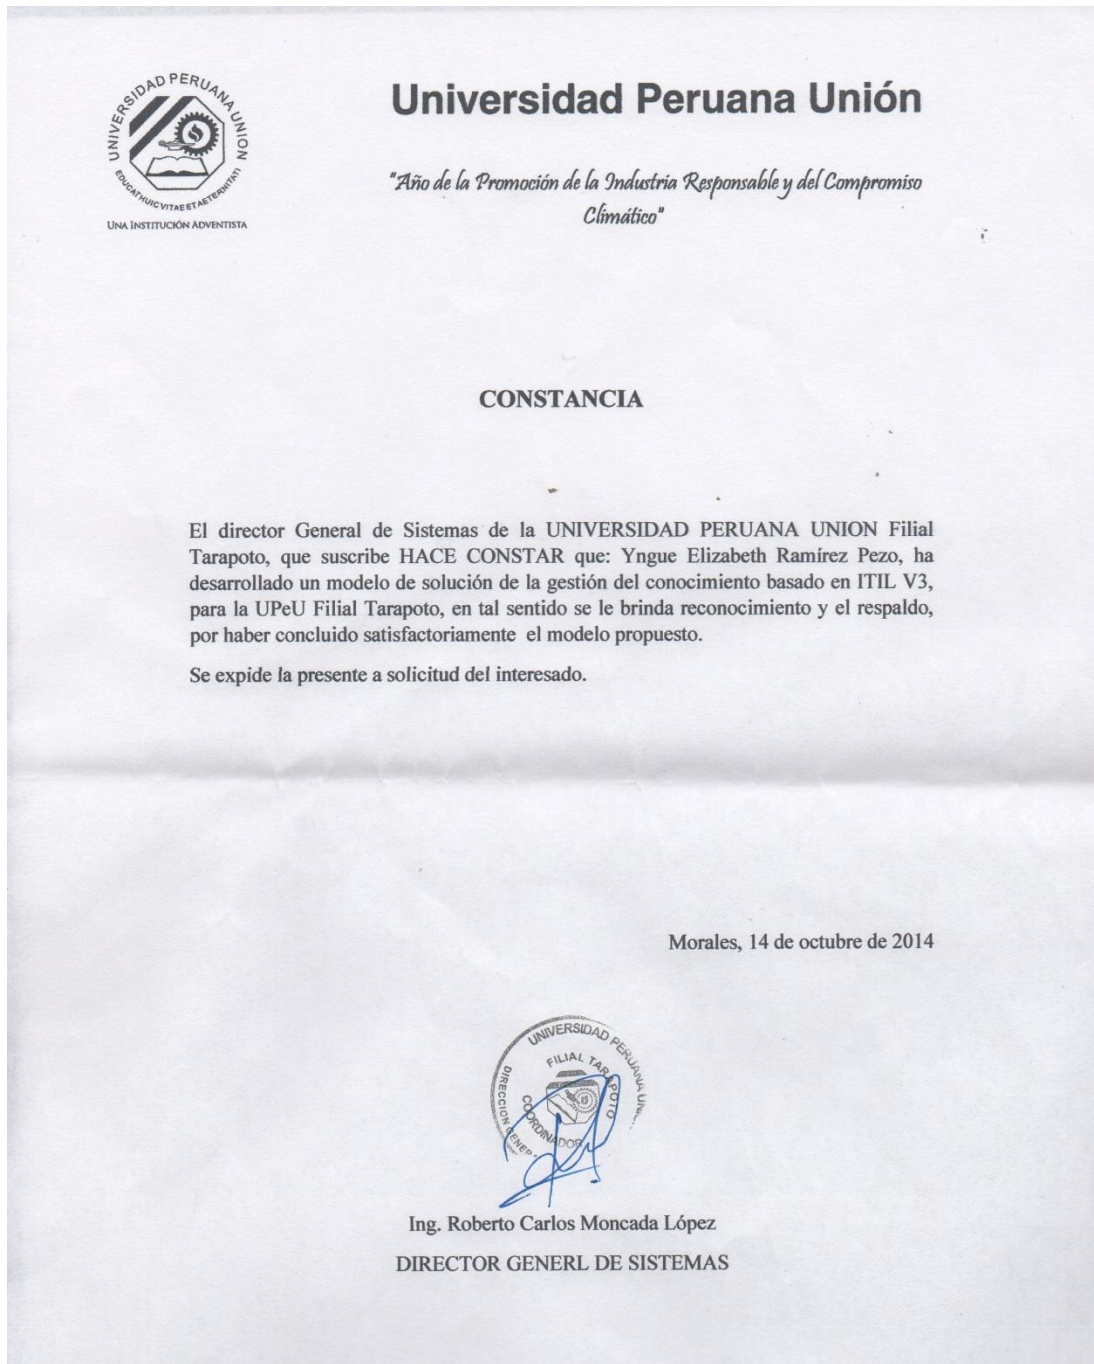 UNIVERSIDAD PERUANA UNION
EDUCAT HUIC VITAE ET AETERNITATI
UNA INSTITUCIÓN ADVENTISTA
Universidad Peruana Unión
"Año de la Promoción de la Industria Responsable y del Compromiso
Climático"
CONSTANCIA
El director General de Sistemas de la UNIVERSIDAD PERUANA UNION Filial
Tarapoto, que suscribe HACE CONSTAR que: Yngue Elizabeth Ramírez Pezo, ha
desarrollado un modelo de solución de la gestión del conocimiento basado en ITIL V3,
para la UPeU Filial Tarapoto, en tal sentido se le brinda reconocimiento y el respaldo,
por haber concluido satisfactoriamente el modelo propuesto.
Se expide la presente a solicitud del interesado.
Morales, 14 de octubre de 2014
UNIVERSIDAD PERUANA
FILIAL TARAPOTO
DIRECCION
COORDINADOR
Ing. Roberto Carlos Moncada López
DIRECTOR GENERL DE SISTEMAS